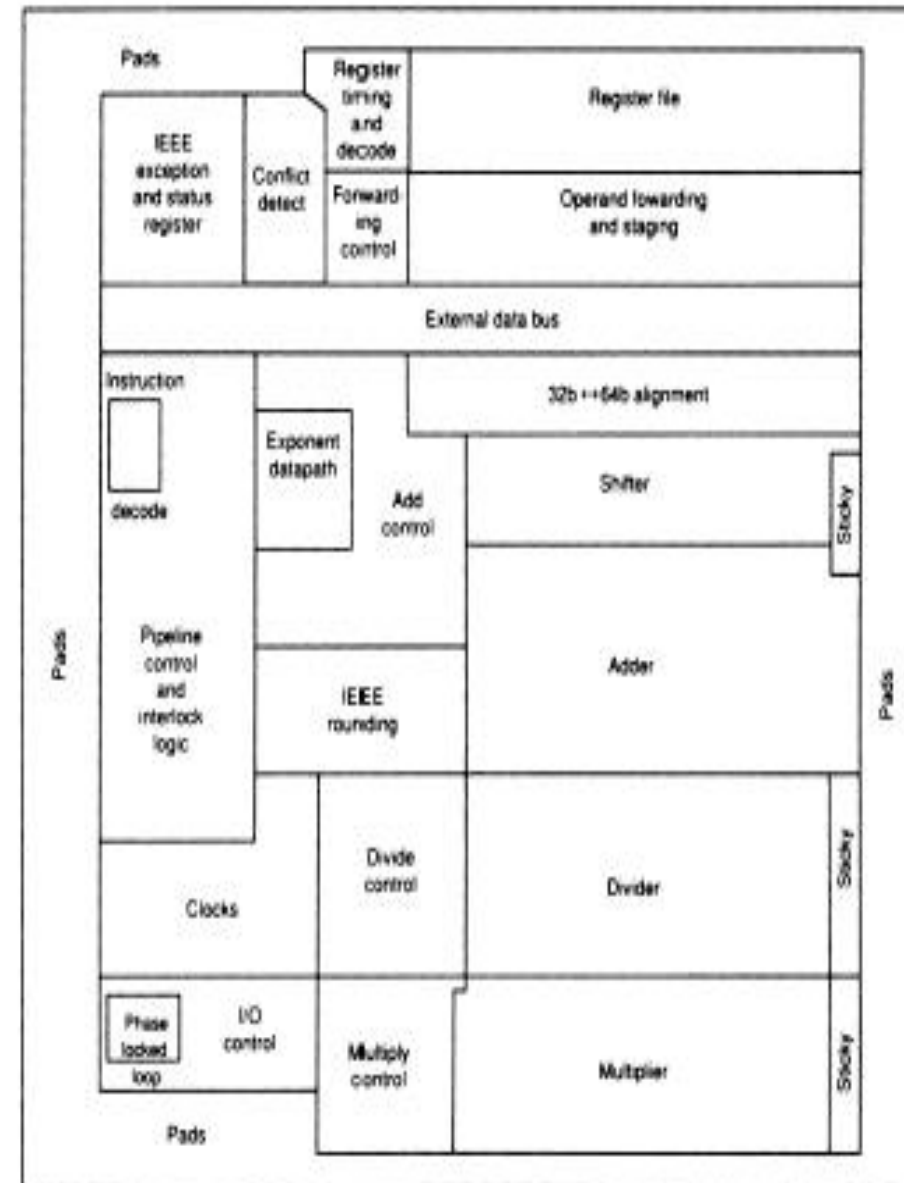 Pads
Register
timing
and
decode
Register file
IEEE
exception
and status
register
Conflict
detect
Forward-
ing
control
Operand fowarding
and staging
External data bus
Instruction
decode
32b ↔64b alignment
Exponent
datapath
Add
control
Shifter
Sticky
Pads
Pipeline
control
and
interlock
logic
IEEE
rounding
Adder
Pads
Clocks
Divide
control
Divider
Sticky
Phase
locked
loop
I/O
control
Multiply
control
Multiplier
Sticky
Pads